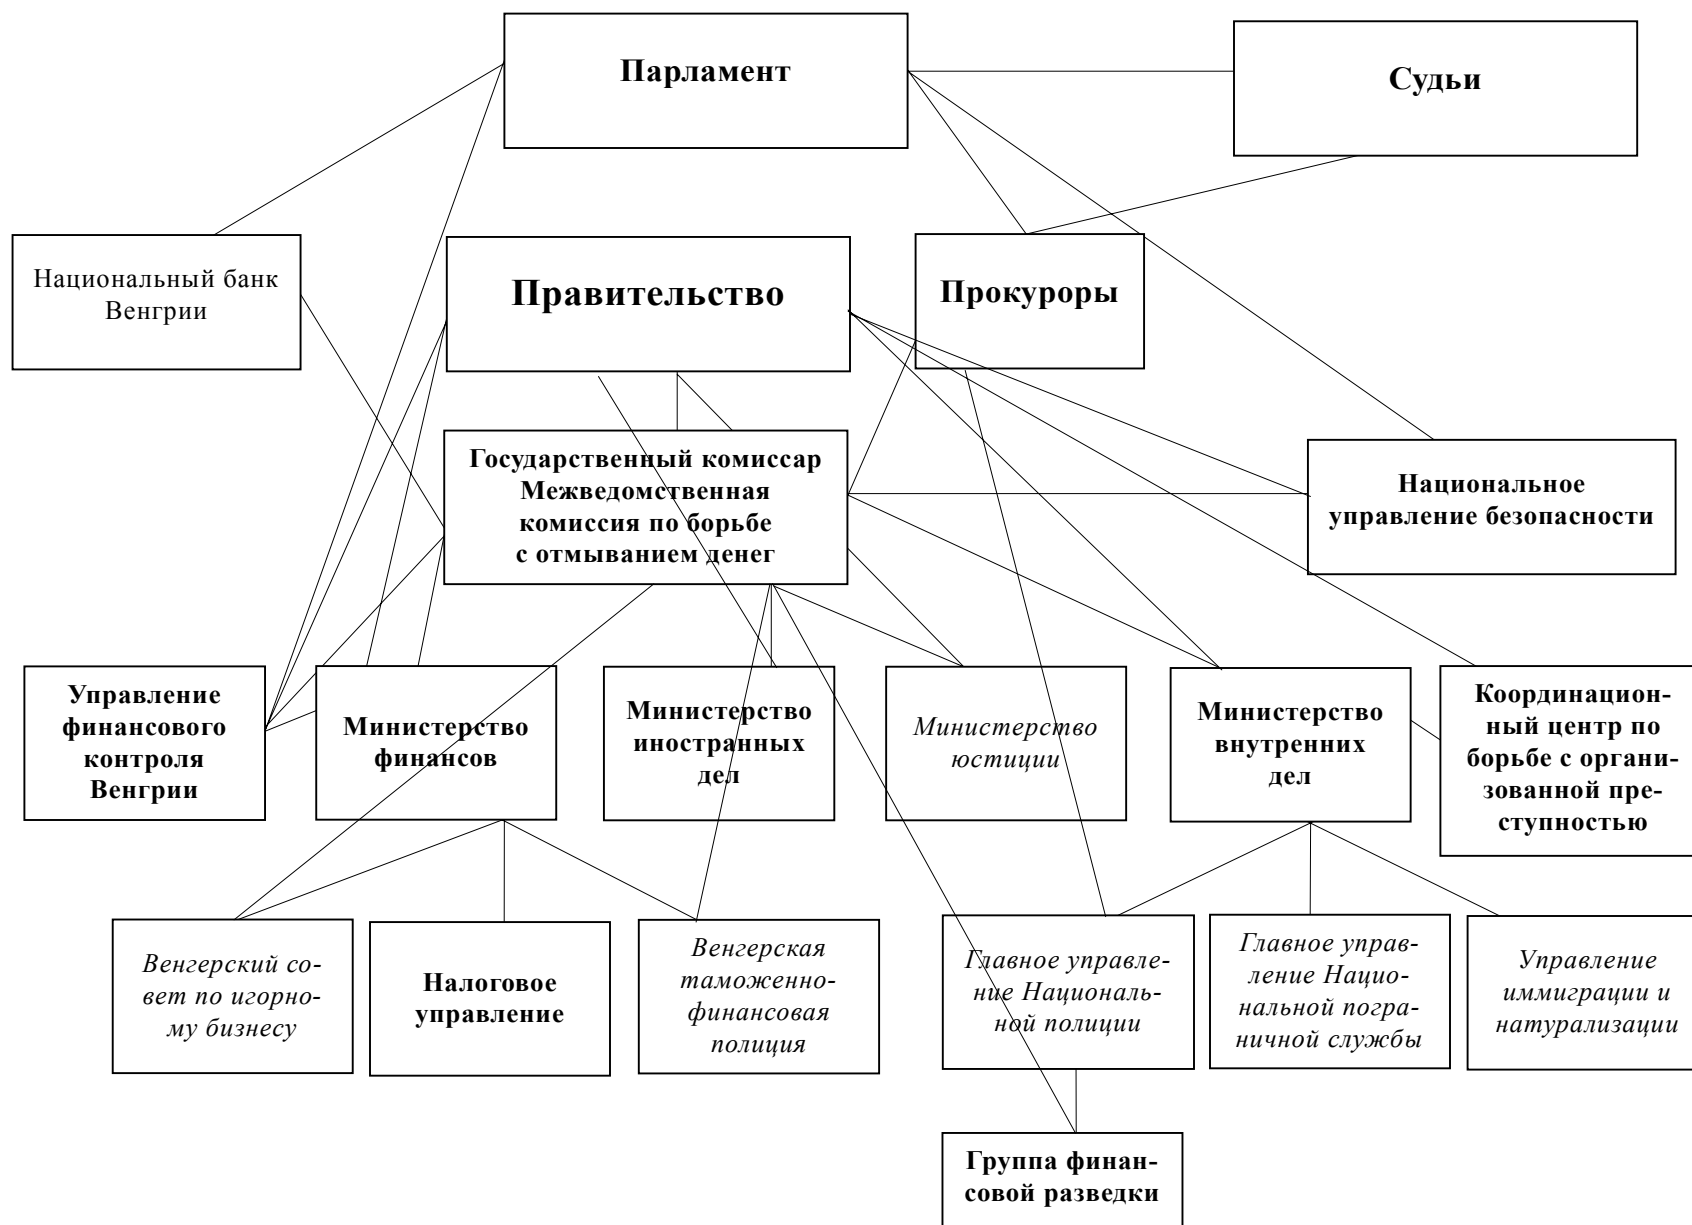 Парламент
Судьи
Национальный банк
Венгрии
Правительство
Прокуроры
Государственный комиссар
Межведомственная
комиссия по борьбе
с отмыванием денег
Национальное
управление безопасности
Управление
финансового
контроля
Венгрии
Министерство
финансов
Министерство
иностранных
дел
Министерство
юстиции
Министерство
внутренних
дел
Координацион-
ный центр по
борьбе с органи-
зованной пре-
ступностью
Венгерский со-
вет по игорно-
му бизнесу
Налоговое
управление
Венгерская
таможенно-
финансовая
полиция
Главное управле-
ние Националь-
ной полиции
Главное управ-
ление Нацио-
нальной погра-
ничной службы
Управление
иммиграции и
натурализации
Группа финан-
совой разведки